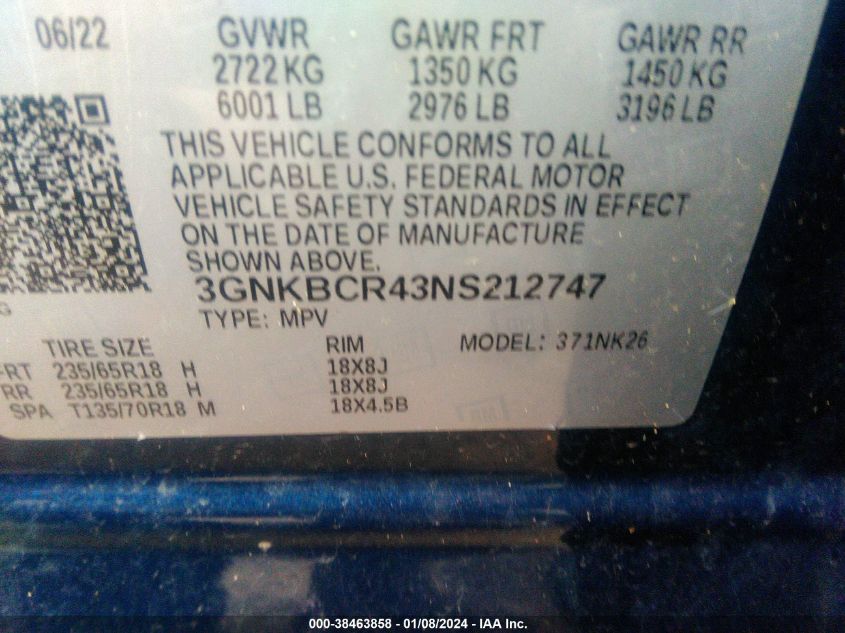 06/22 GVWR GAWR FRT GAWR RR
2722 KG 1350 KG 1450 KG
6001 LB 2976 LB 3196 LB
THIS VEHICLE CONFORMS TO ALL
APPLICABLE U.S. FEDERAL MOTOR
VEHICLE SAFETY STANDARDS IN EFFECT
ON THE DATE OF MANUFACTURE
SHOWN ABOVE.
3GNKBCR43NS212747
TYPE: MPV
TIRE SIZE RIM MODEL: 371NK26
FRT 235/65R18 H 18X8J
RR 235/65R18 H 18X8J
SPA T135/70R18 M 18X4.5B
000-38463858 - 01/08/2024 - IAA Inc.